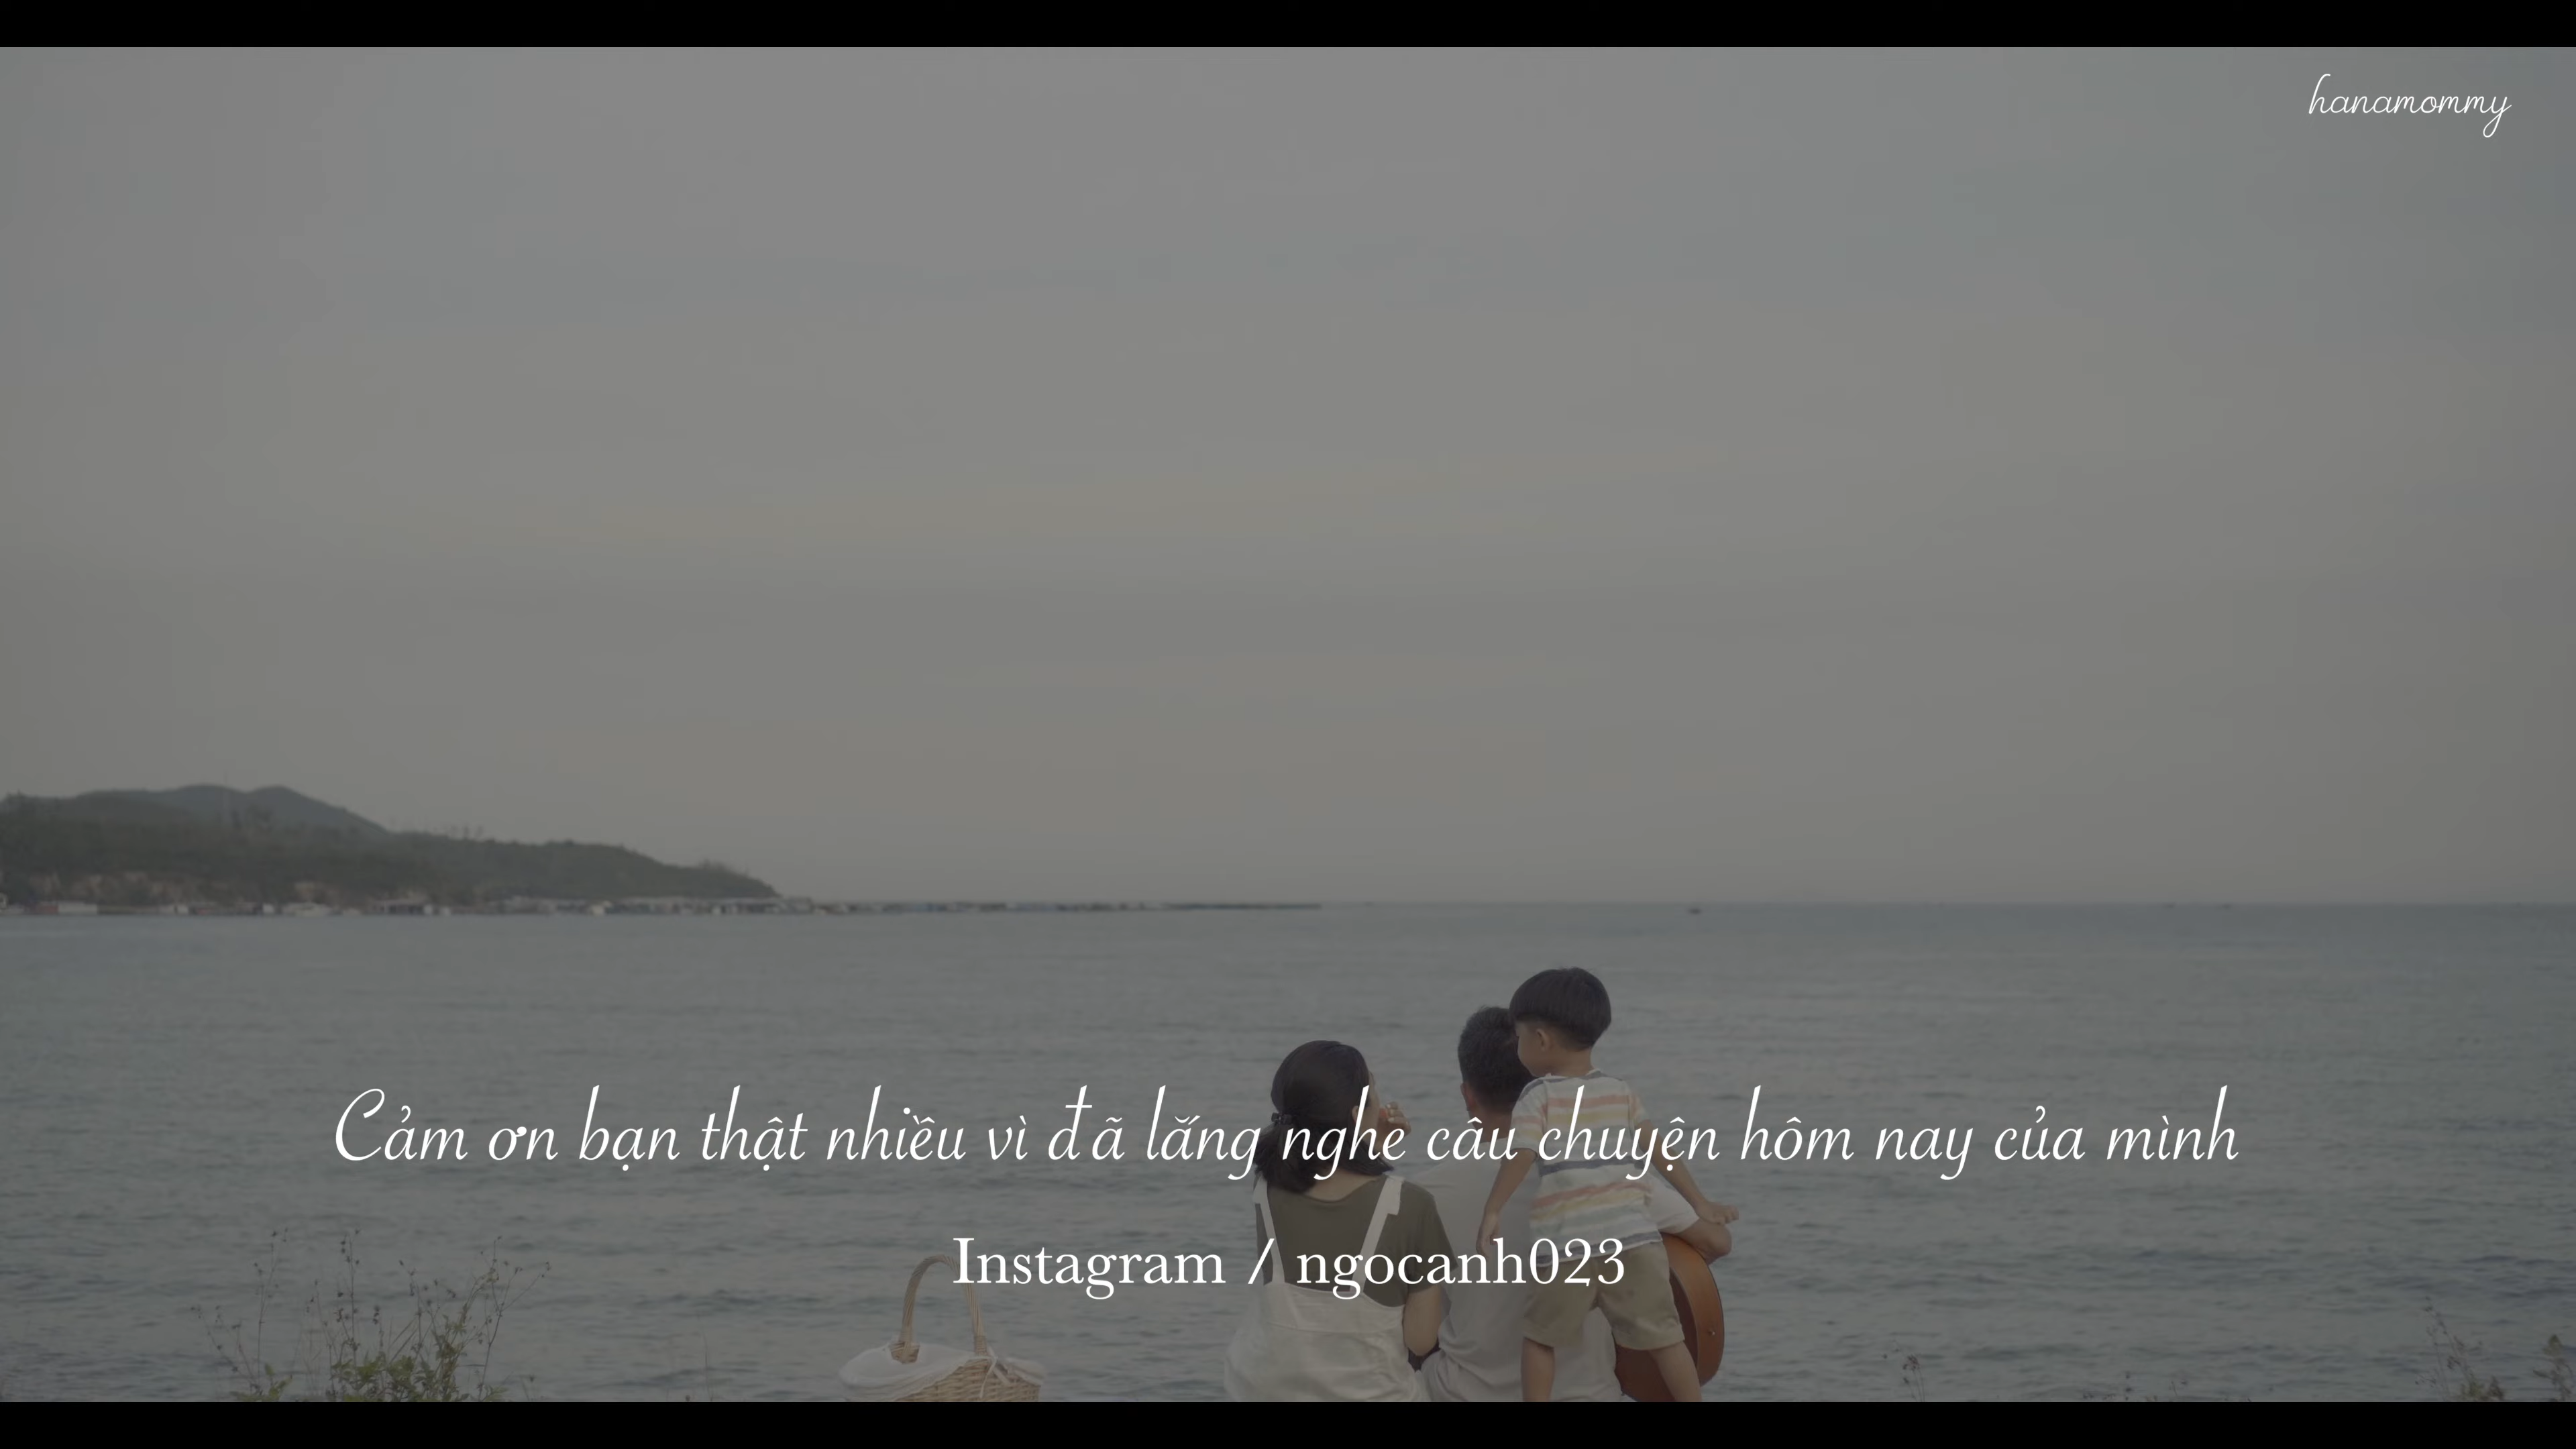 hanamommy
Cảm ơn bạn thật nhiều vì đã lắng nghe câu chuyện hôm nay của mình
Instagram / ngocanh023